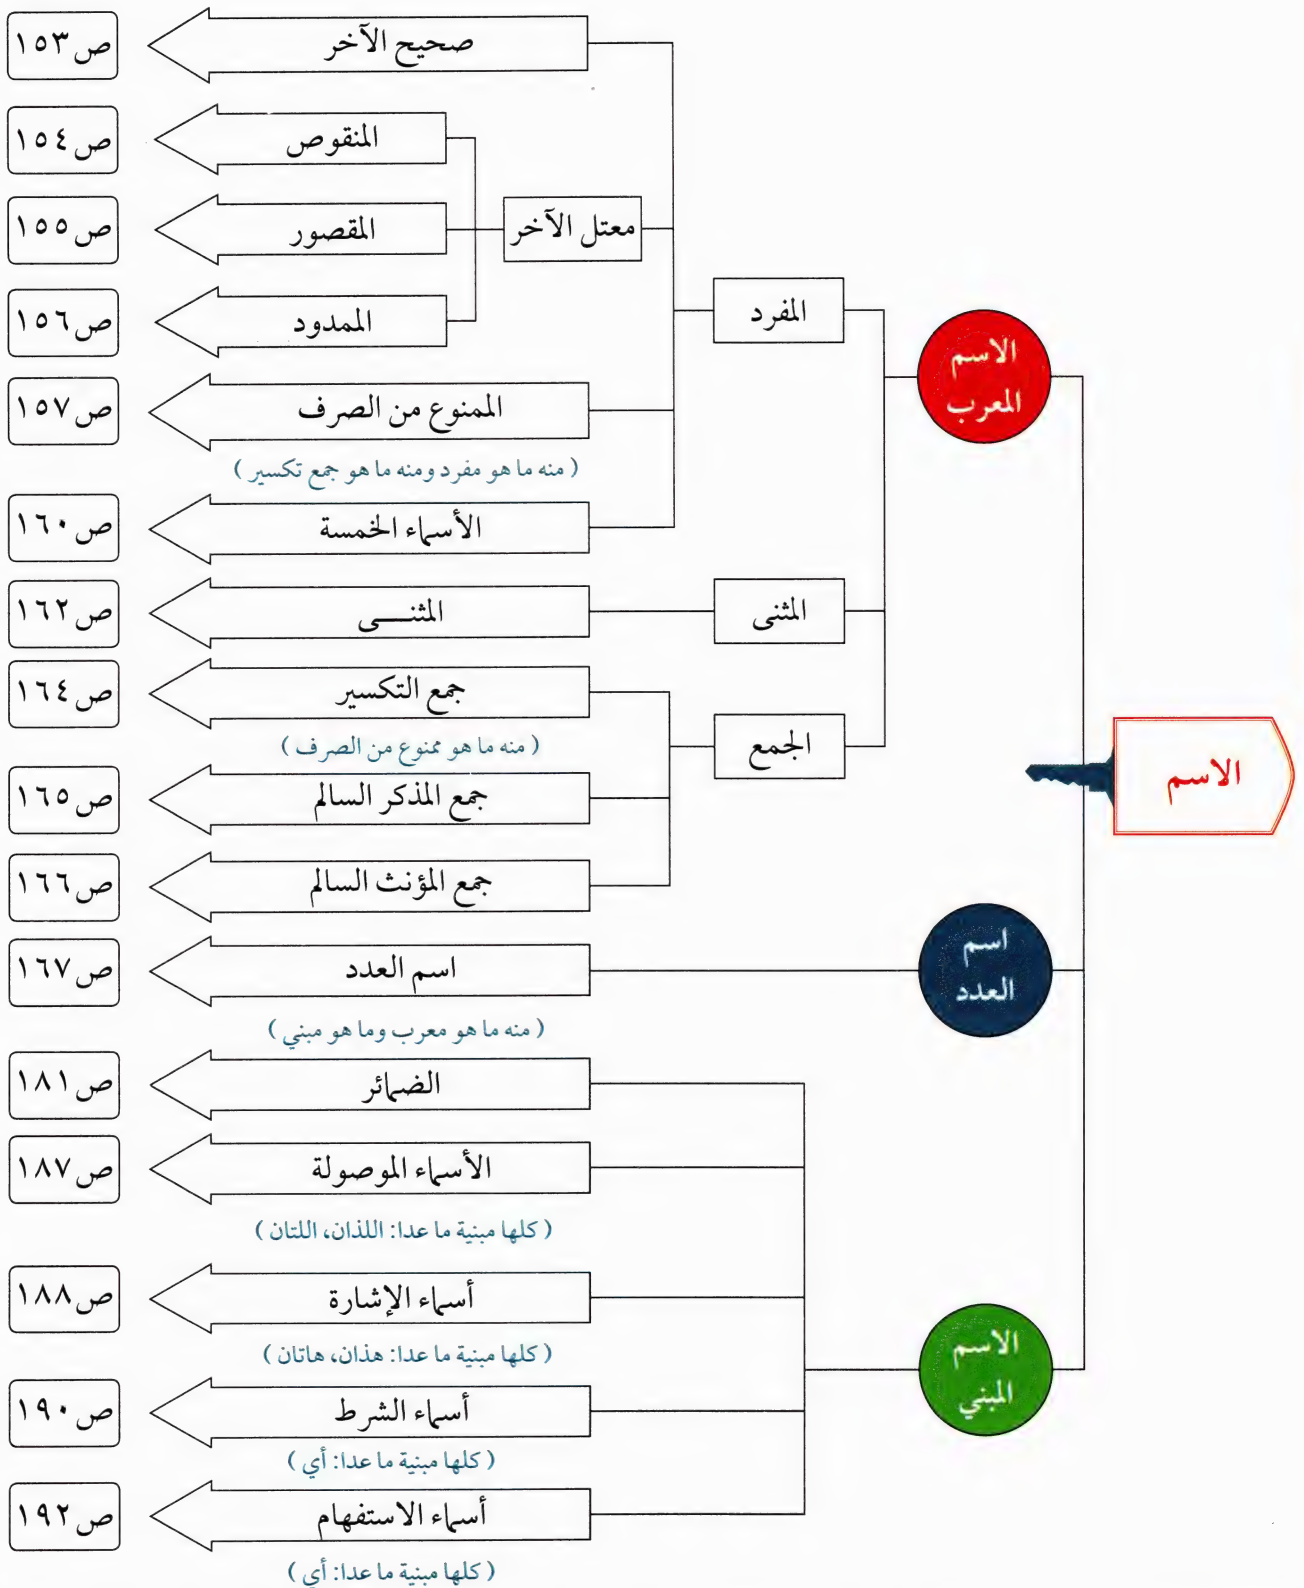 الاسم
الاسم
المعرب
المفرد
صحيح الآخر
ص ١٥٣
معتل الآخر
المنقوص
ص ١٥٤
المقصور
ص ١٥٥
الممدود
ص ١٥٦
الممنوع من الصرف
ص ١٥٧
( منه ما هو مفرد ومنه ما هو جمع تكسير )
الأسماء الخمسة
ص ١٦٠
المثنى
المثنــــى
ص ١٦٢
الجمع
جمع التكسير
ص ١٦٤
( منه ما هو ممنوع من الصرف )
جمع المذكر السالم
ص ١٦٥
جمع المؤنث السالم
ص ١٦٦
اسم
العدد
اسم العدد
ص ١٦٧
( منه ما هو معرب وما هو مبني )
الاسم
المبني
الضمائر
ص ١٨١
الأسماء الموصولة
ص ١٨٧
( كلها مبنية ما عدا: اللذان، اللتان )
أسماء الإشارة
ص ١٨٨
( كلها مبنية ما عدا: هذان، هاتان )
أسماء الشرط
ص ١٩٠
( كلها مبنية ما عدا: أي )
أسماء الاستفهام
ص ١٩٢
( كلها مبنية ما عدا: أي )